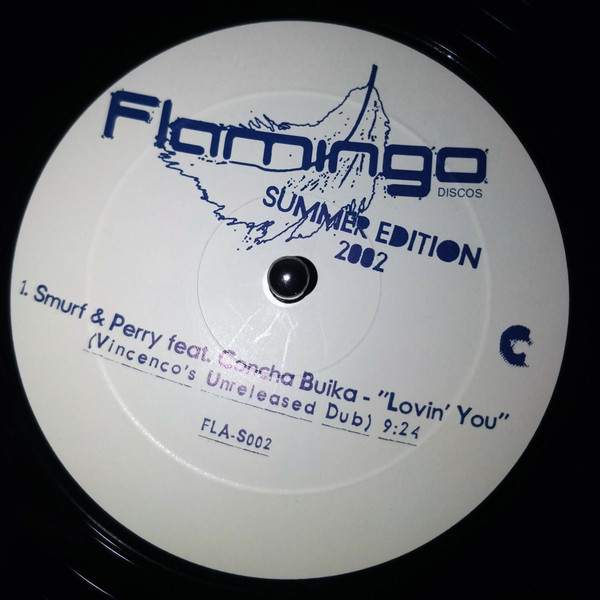 Flamingo
DISCOS
SUMMER EDITION
2002
C
1. Smurf & Perry feat. Concha Buika - "Lovin' You"
(Vincenco's Unreleased Dub) 9:24
FLA-S002